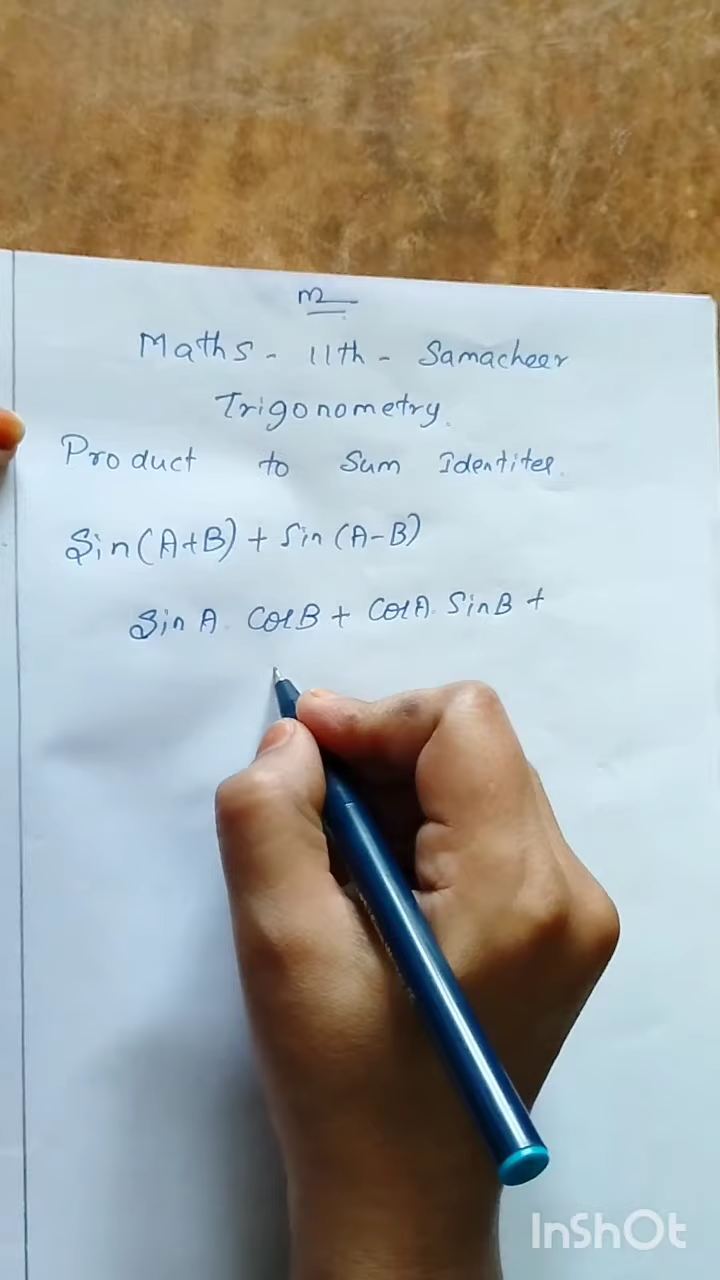 Maths - 11th - Samacheer
Trigonometry.
Product to Sum Identites.
Sin(A+B) + Sin(A-B)
Sin A. CosB + CosA. SinB +
InShOt